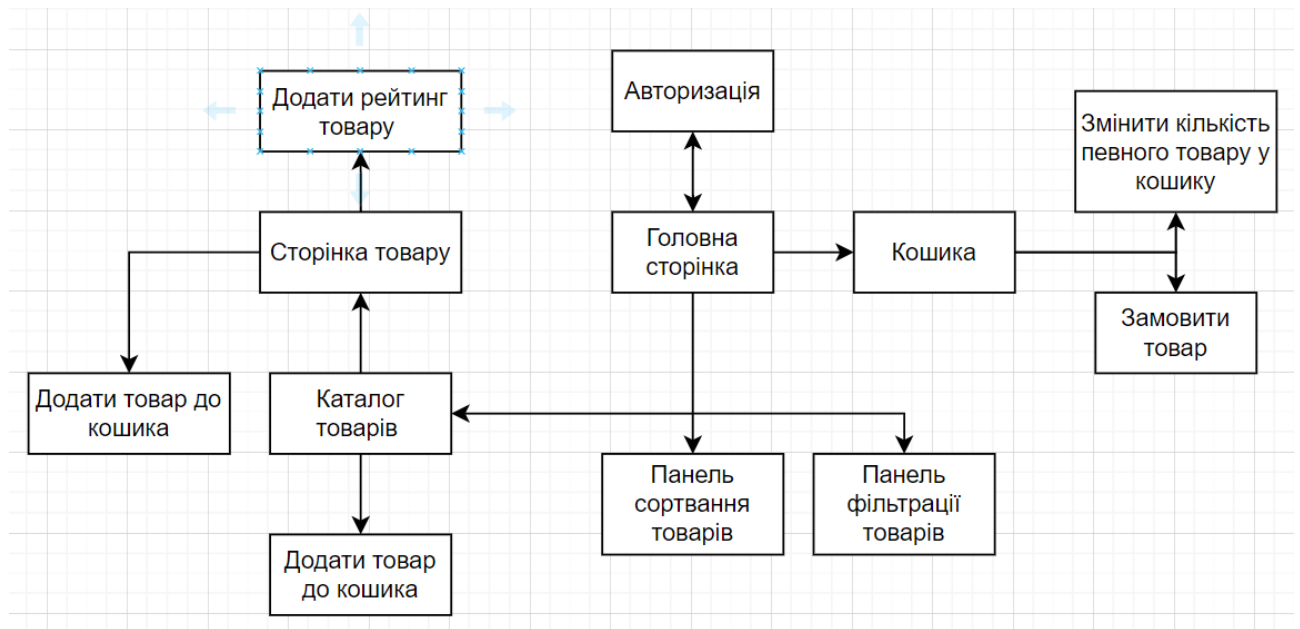 Додати рейтинг
товару
Авторизація
Змінити кількість
певного товару у
кошику
Сторінка товару
Головна
сторінка
Кошика
Замовити
товар
Додати товар до
кошика
Каталог
товарів
Панель
сортвання
товарів
Панель
фільтрації
товарів
Додати товар
до кошика